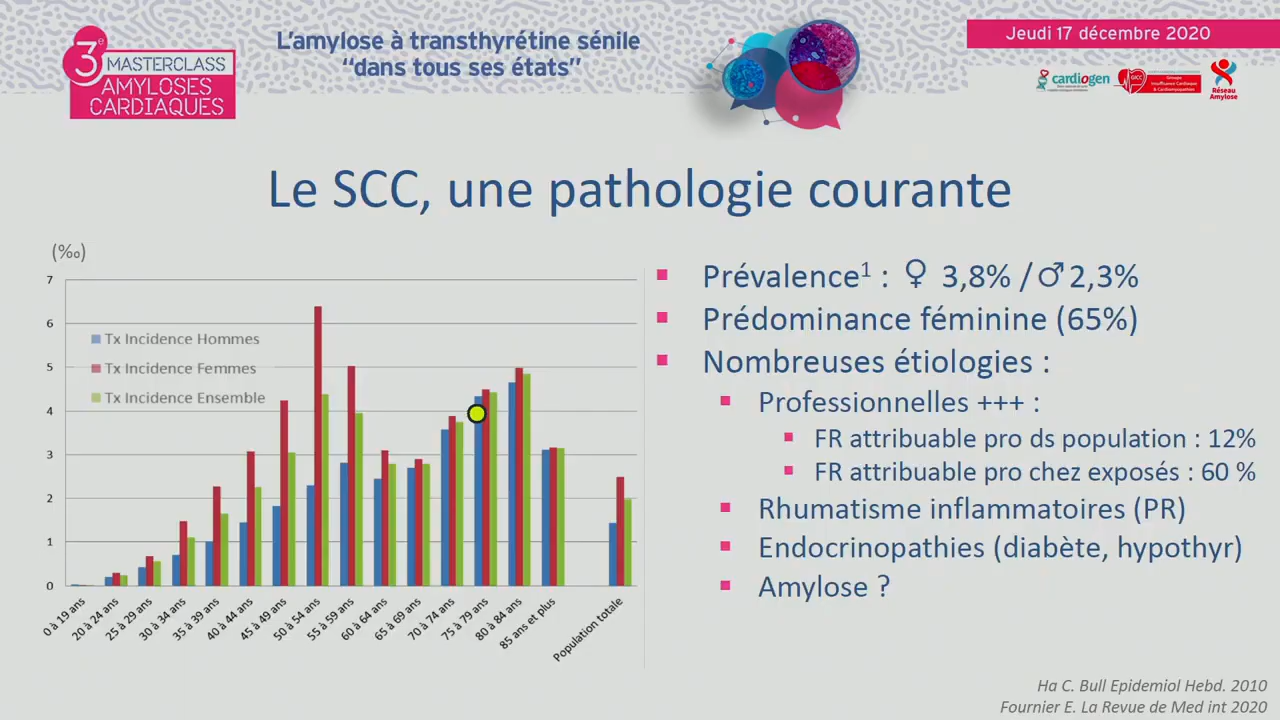 3e MASTERCLASS
AMYLOSES
CARDIAQUES
L'amylose à transthyrétine sénile
“dans tous ses états”
Jeudi 17 décembre 2020
cardiogen
GICC
Groupe
Insuffisance Cardiaque
& Cardiomyopathies
Réseau
Amylose
Le SCC, une pathologie courante
(‰)
7
6
5
4
3
2
1
0
Tx Incidence Hommes
Tx Incidence Femmes
Tx Incidence Ensemble
0 à 19 ans
20 à 24 ans
25 à 29 ans
30 à 34 ans
35 à 39 ans
40 à 44 ans
45 à 49 ans
50 à 54 ans
55 à 59 ans
60 à 64 ans
65 à 69 ans
70 à 74 ans
75 à 79 ans
80 à 84 ans
85 ans et plus
Population totale
▪ Prévalence¹ : ♀ 3,8% / ♂ 2,3%
▪ Prédominance féminine (65%)
▪ Nombreuses étiologies :
▪ Professionnelles +++ :
▪ FR attribuable pro ds population : 12%
▪ FR attribuable pro chez exposés : 60 %
▪ Rhumatisme inflammatoires (PR)
▪ Endocrinopathies (diabète, hypothyr)
▪ Amylose ?
Ha C. Bull Epidemiol Hebd. 2010
Fournier E. La Revue de Med int 2020